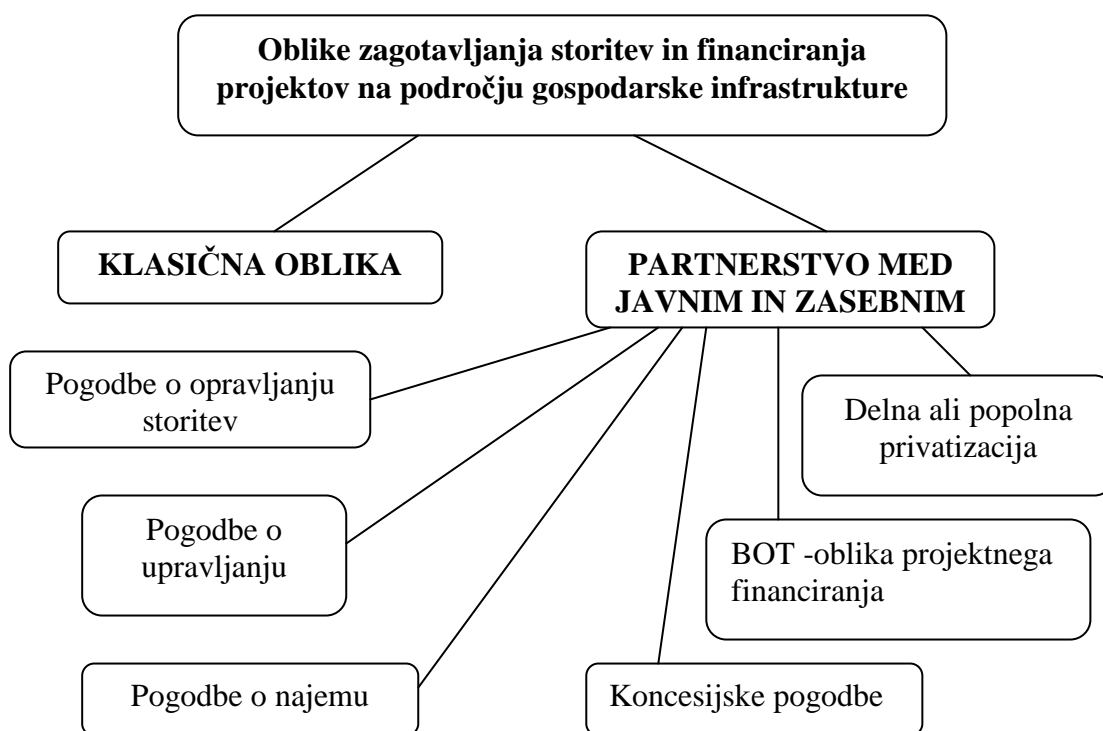 Oblike zagotavljanja storitev in financiranja
projektov na področju gospodarske infrastrukture
KLASIČNA OBLIKA
PARTNERSTVO MED
JAVNIM IN ZASEBNIM
Pogodbe o opravljanju
storitev
Delna ali popolna
privatizacija
Pogodbe o
upravljanju
BOT -oblika projektnega
financiranja
Pogodbe o najemu
Koncesijske pogodbe